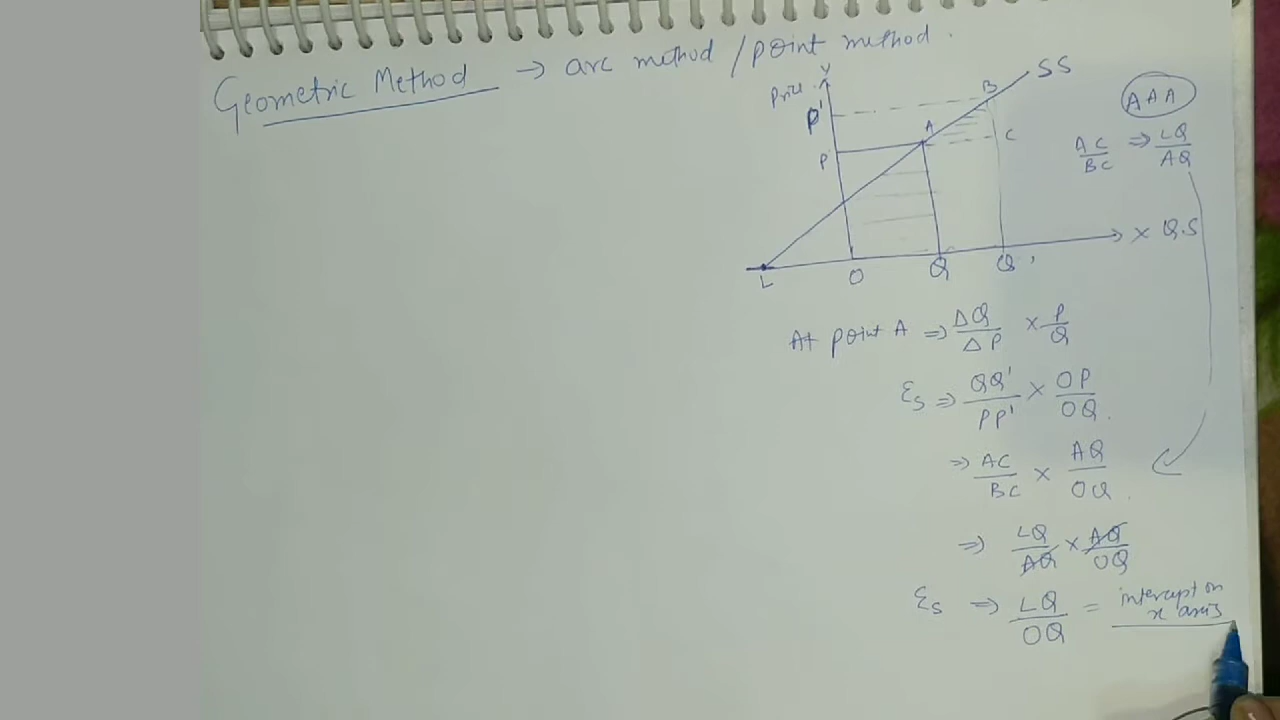 Geometric Method → arc method / point method.
Y
Price
SS
P'
B
A
P
C
L
O
Q
Q'
X Q.S
AAA
AC/BC ⇒ LQ/AQ
At point A ⇒ ΔQ/ΔP × P/Q
Es ⇒ QQ'/PP' × OP/OQ.
⇒ AC/BC × AQ/OQ.
⇒ LQ/AQ × AQ/OQ
Es ⇒ LQ/OQ = intercept on
x axis